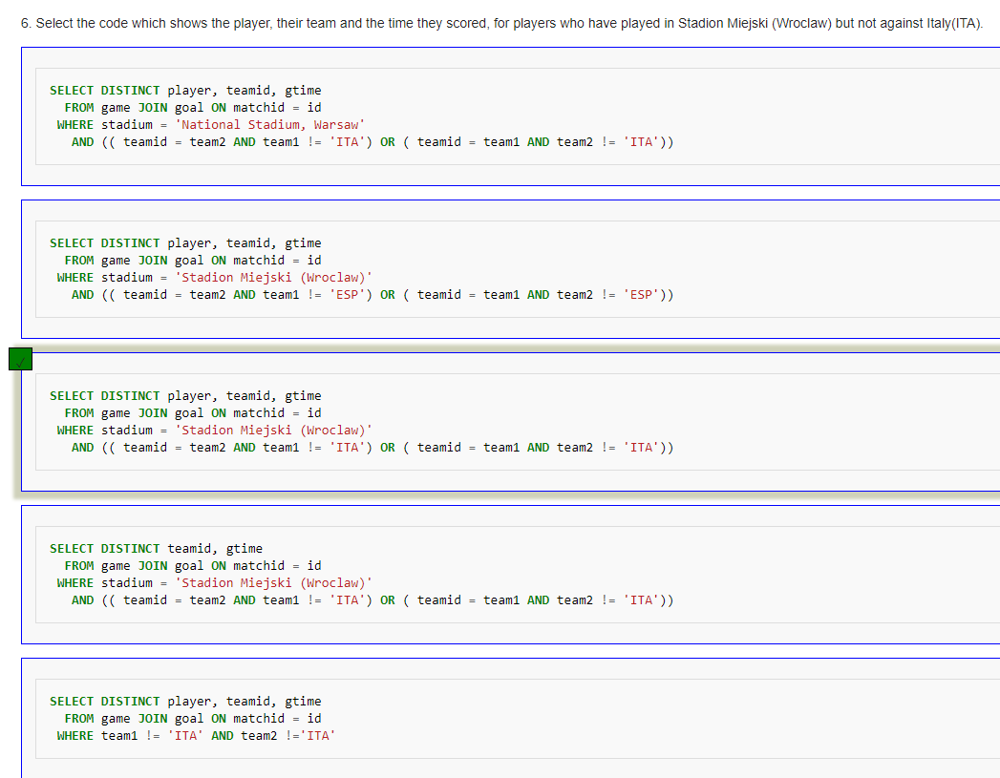 6. Select the code which shows the player, their team and the time they scored, for players who have played in Stadion Miejski (Wroclaw) but not against Italy(ITA).
SELECT DISTINCT player, teamid, gtime
FROM game JOIN goal ON matchid = id
WHERE stadium = 'National Stadium, Warsaw'
AND (( teamid = team2 AND team1 != 'ITA') OR ( teamid = team1 AND team2 != 'ITA'))
SELECT DISTINCT player, teamid, gtime
FROM game JOIN goal ON matchid = id
WHERE stadium = 'Stadion Miejski (Wroclaw)'
AND (( teamid = team2 AND team1 != 'ESP') OR ( teamid = team1 AND team2 != 'ESP'))
SELECT DISTINCT player, teamid, gtime
FROM game JOIN goal ON matchid = id
WHERE stadium = 'Stadion Miejski (Wroclaw)'
AND (( teamid = team2 AND team1 != 'ITA') OR ( teamid = team1 AND team2 != 'ITA'))
SELECT DISTINCT teamid, gtime
FROM game JOIN goal ON matchid = id
WHERE stadium = 'Stadion Miejski (Wroclaw)'
AND (( teamid = team2 AND team1 != 'ITA') OR ( teamid = team1 AND team2 != 'ITA'))
SELECT DISTINCT player, teamid, gtime
FROM game JOIN goal ON matchid = id
WHERE team1 != 'ITA' AND team2 !='ITA'